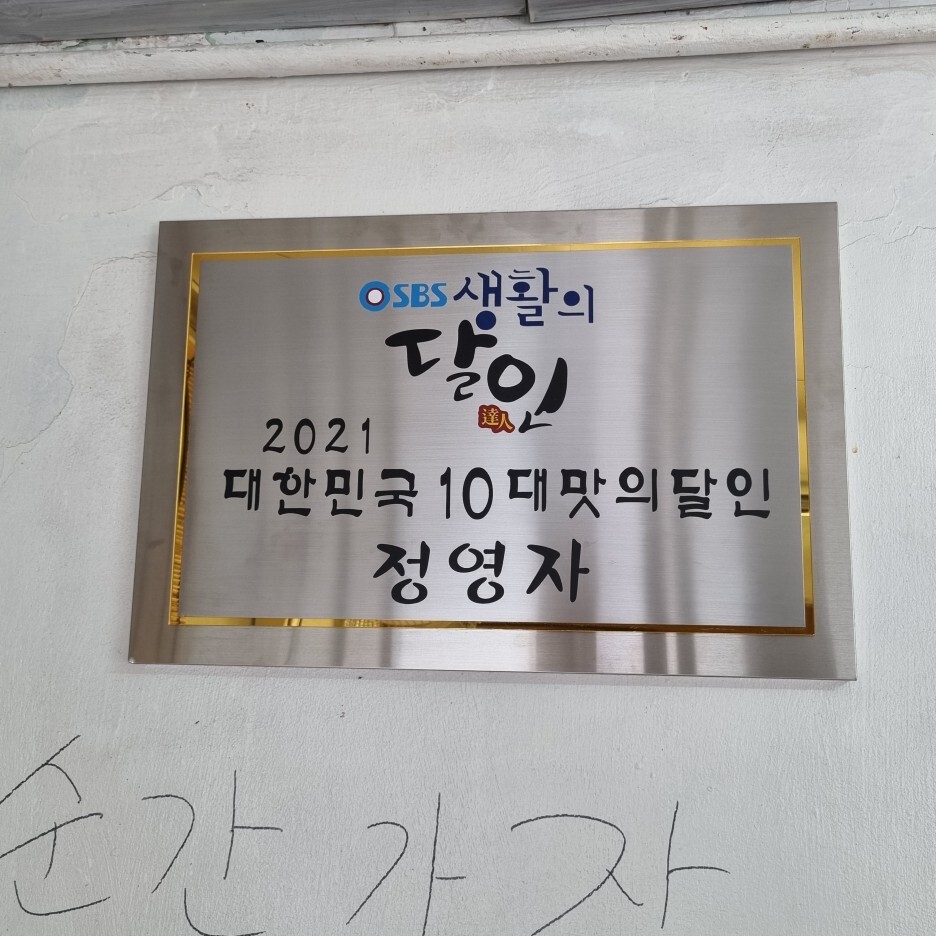 SBS 생활의
달인
達人
2021
대한민국 10대맛의달인
정영자
순간가자